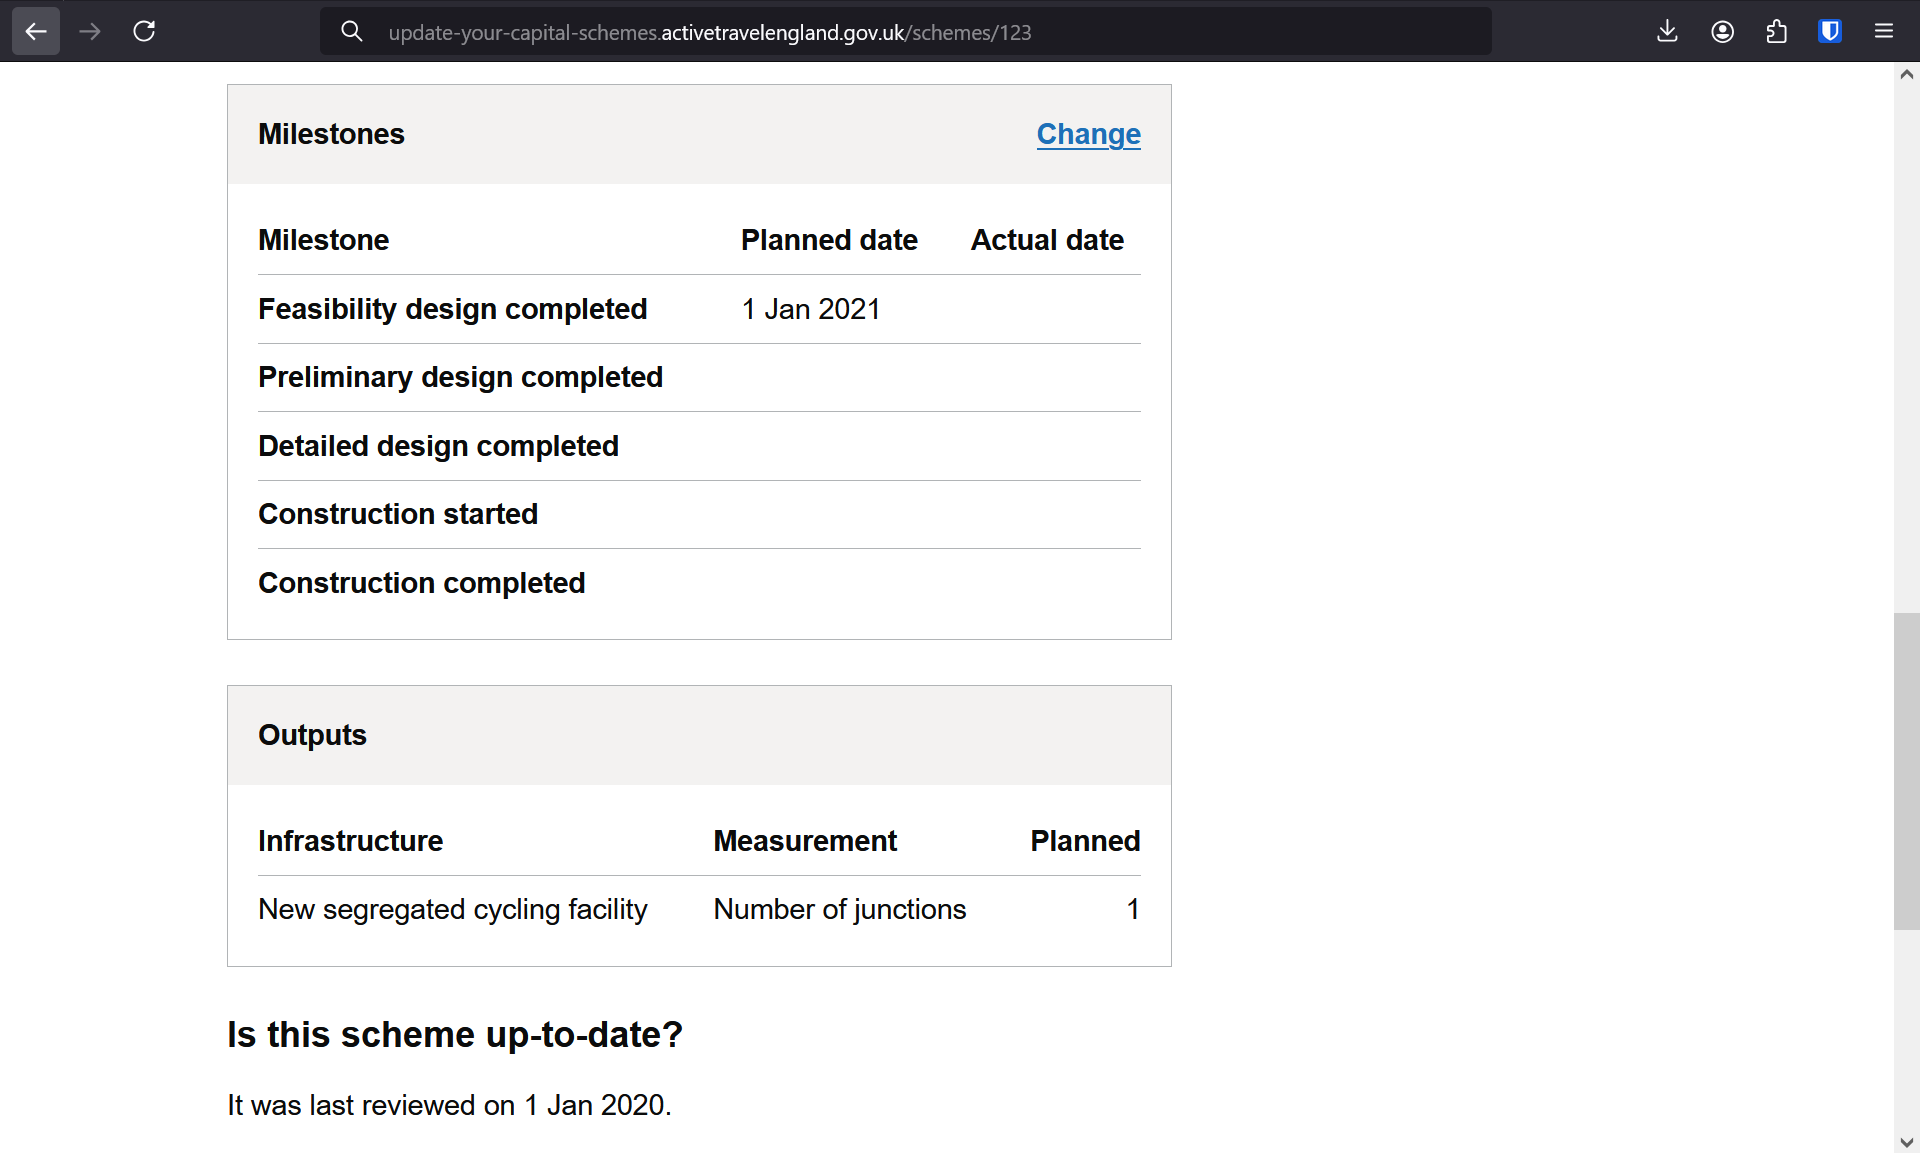 update-your-capital-schemes.activetravelengland.gov.uk/schemes/123
Milestones Change
Milestone Planned date Actual date
Feasibility design completed 1 Jan 2021
Preliminary design completed
Detailed design completed
Construction started
Construction completed
Outputs
Infrastructure Measurement Planned
New segregated cycling facility Number of junctions 1
Is this scheme up-to-date?
It was last reviewed on 1 Jan 2020.